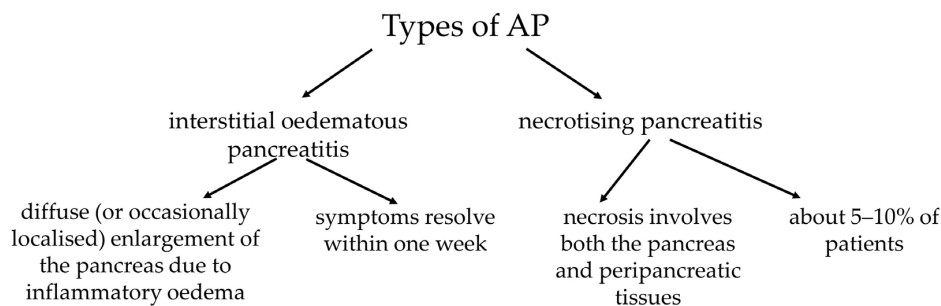 Types of AP
interstitial oedematous
pancreatitis
necrotising pancreatitis
diffuse (or occasionally
localised) enlargement of
the pancreas due to
inflammatory oedema
symptoms resolve
within one week
necrosis involves
both the pancreas
and peripancreatic
tissues
about 5–10% of
patients